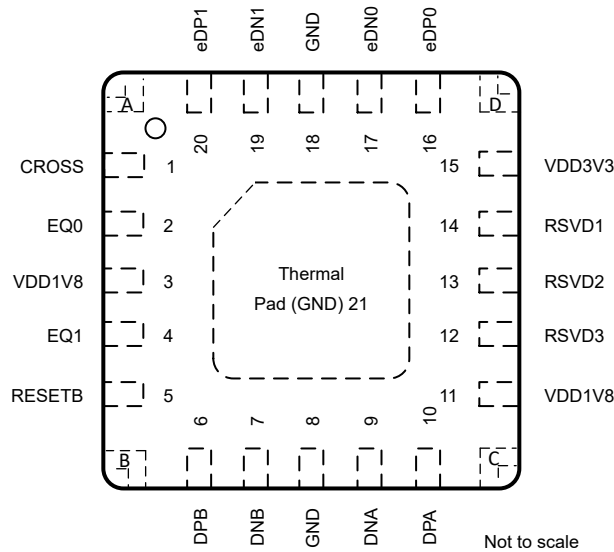 eDP1 eDN1 GND eDN0 eDP0
A D
20 19 18 17 16
CROSS 1 15 VDD3V3
EQ0 2 14 RSVD1
VDD1V8 3 Thermal 13 RSVD2
Pad (GND) 21
EQ1 4 12 RSVD3
RESETB 5 11 VDD1V8
6 7 8 9 10
B C
DPB DNB GND DNA DPA
Not to scale